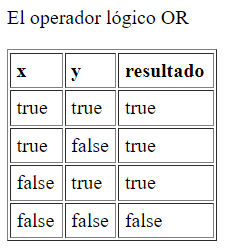 El operador lógico OR
x y resultado
true true true
true false true
false true true
false false false